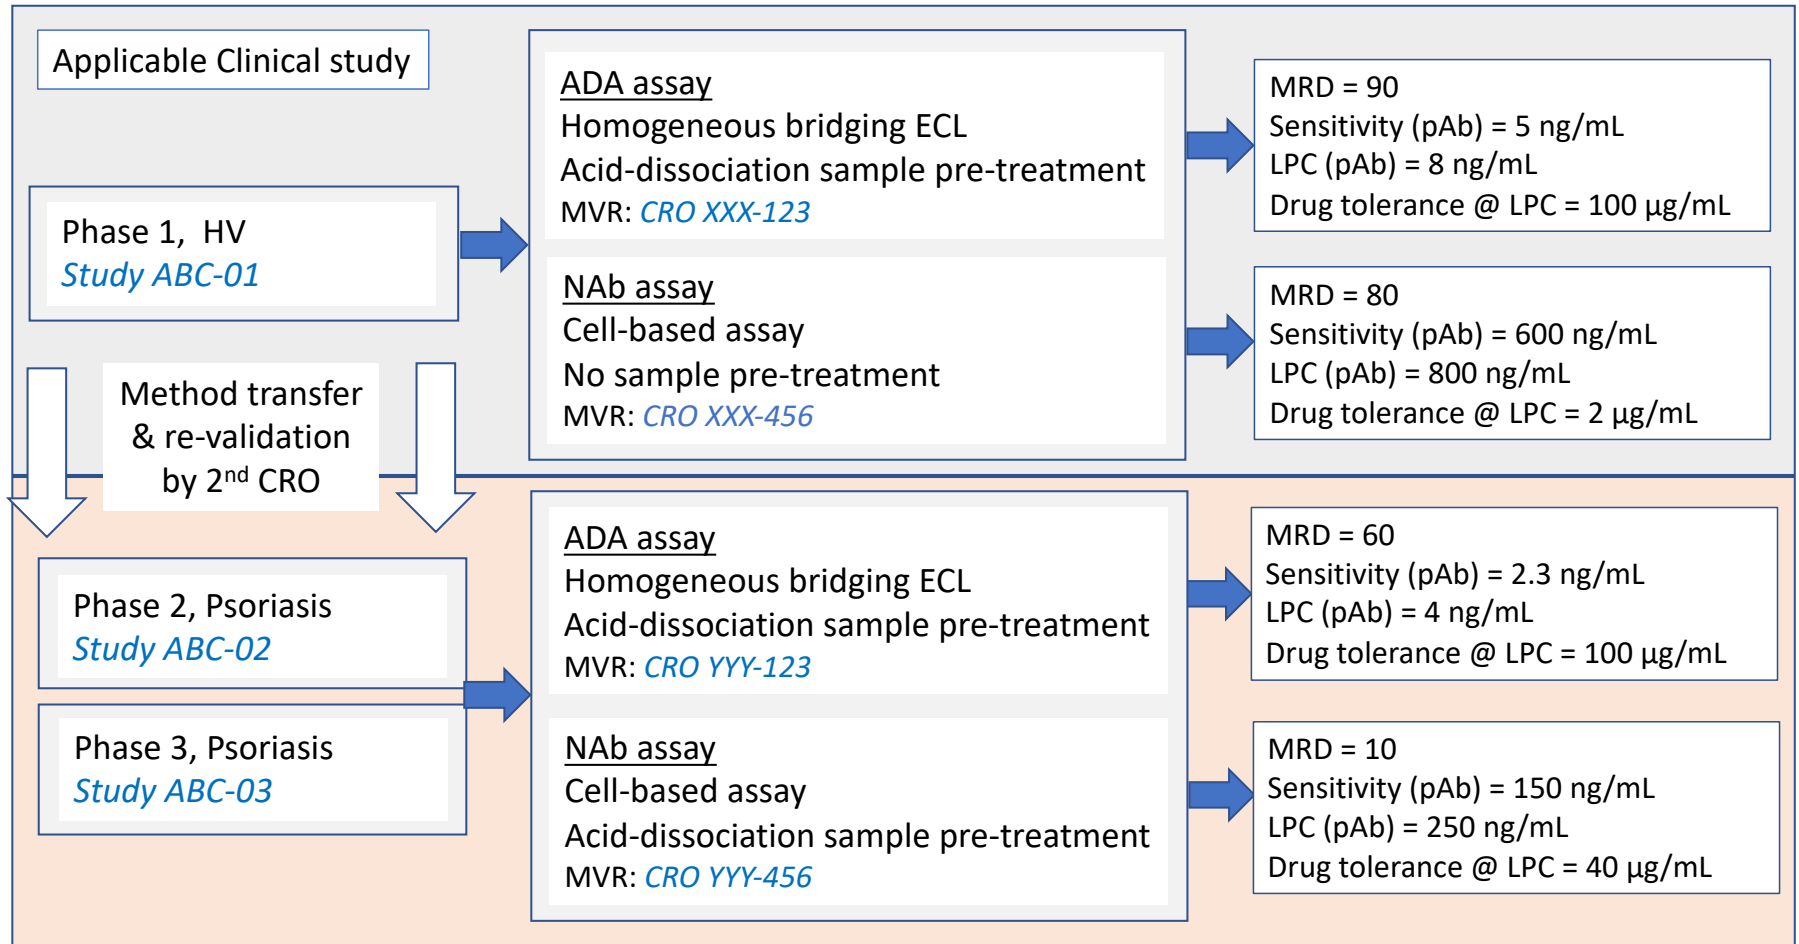 Applicable Clinical study
Phase 1,  HV
Study ABC-01
ADA assay
Homogeneous bridging ECL
Acid-dissociation sample pre-treatment
MVR: CRO XXX-123
NAb assay
Cell-based assay
No sample pre-treatment
MVR: CRO XXX-456
MRD = 90
Sensitivity (pAb) = 5 ng/mL
LPC (pAb) = 8 ng/mL
Drug tolerance @ LPC = 100 µg/mL
MRD = 80
Sensitivity (pAb) = 600 ng/mL
LPC (pAb) = 800 ng/mL
Drug tolerance @ LPC = 2 µg/mL
Method transfer
& re-validation
by 2nd CRO
Phase 2, Psoriasis
Study ABC-02
Phase 3, Psoriasis
Study ABC-03
ADA assay
Homogeneous bridging ECL
Acid-dissociation sample pre-treatment
MVR: CRO YYY-123
NAb assay
Cell-based assay
Acid-dissociation sample pre-treatment
MVR: CRO YYY-456
MRD = 60
Sensitivity (pAb) = 2.3 ng/mL
LPC (pAb) = 4 ng/mL
Drug tolerance @ LPC = 100 µg/mL
MRD = 10
Sensitivity (pAb) = 150 ng/mL
LPC (pAb) = 250 ng/mL
Drug tolerance @ LPC = 40 µg/mL